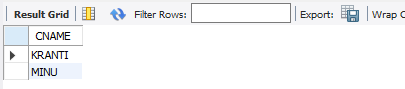 Result Grid Filter Rows: Export: Wrap C
CNAME
KRANTI
MINU